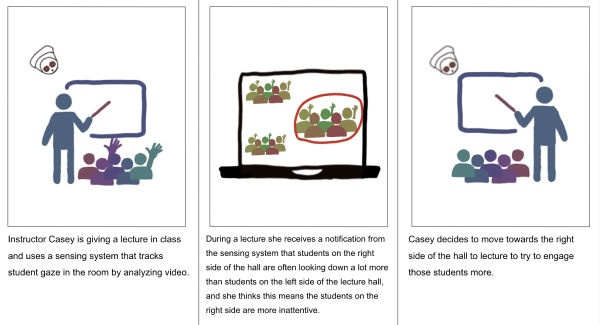 Instructor Casey is giving a lecture in class
and uses a sensing system that tracks
student gaze in the room by analyzing video.
During a lecture she receives a notification from
the sensing system that students on the right
side of the hall are often looking down a lot more
than students on the left side of the lecture hall,
and she thinks this means the students on the
right side are more inattentive.
Casey decides to move towards the right
side of the hall to lecture to try to engage
those students more.